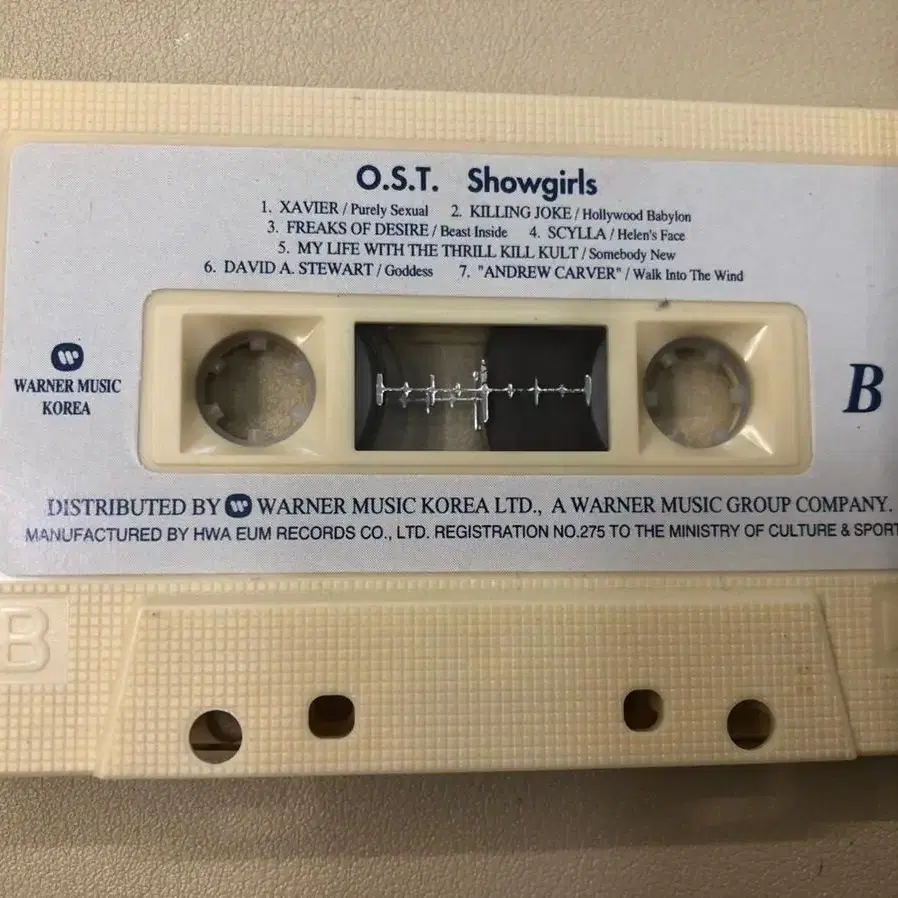 O.S.T. Showgirls
1. XAVIER / Purely Sexual 2. KILLING JOKE / Hollywood Babylon
3. FREAKS OF DESIRE / Beast Inside 4. SCYLLA / Helen's Face
5. MY LIFE WITH THE THRILL KILL KULT / Somebody New
6. DAVID A. STEWART / Goddess 7. "ANDREW CARVER" / Walk Into The Wind
WARNER MUSIC
KOREA
B
DISTRIBUTED BY WARNER MUSIC KOREA LTD., A WARNER MUSIC GROUP COMPANY.
MANUFACTURED BY HWA EUM RECORDS CO., LTD. REGISTRATION NO.275 TO THE MINISTRY OF CULTURE & SPORT
B